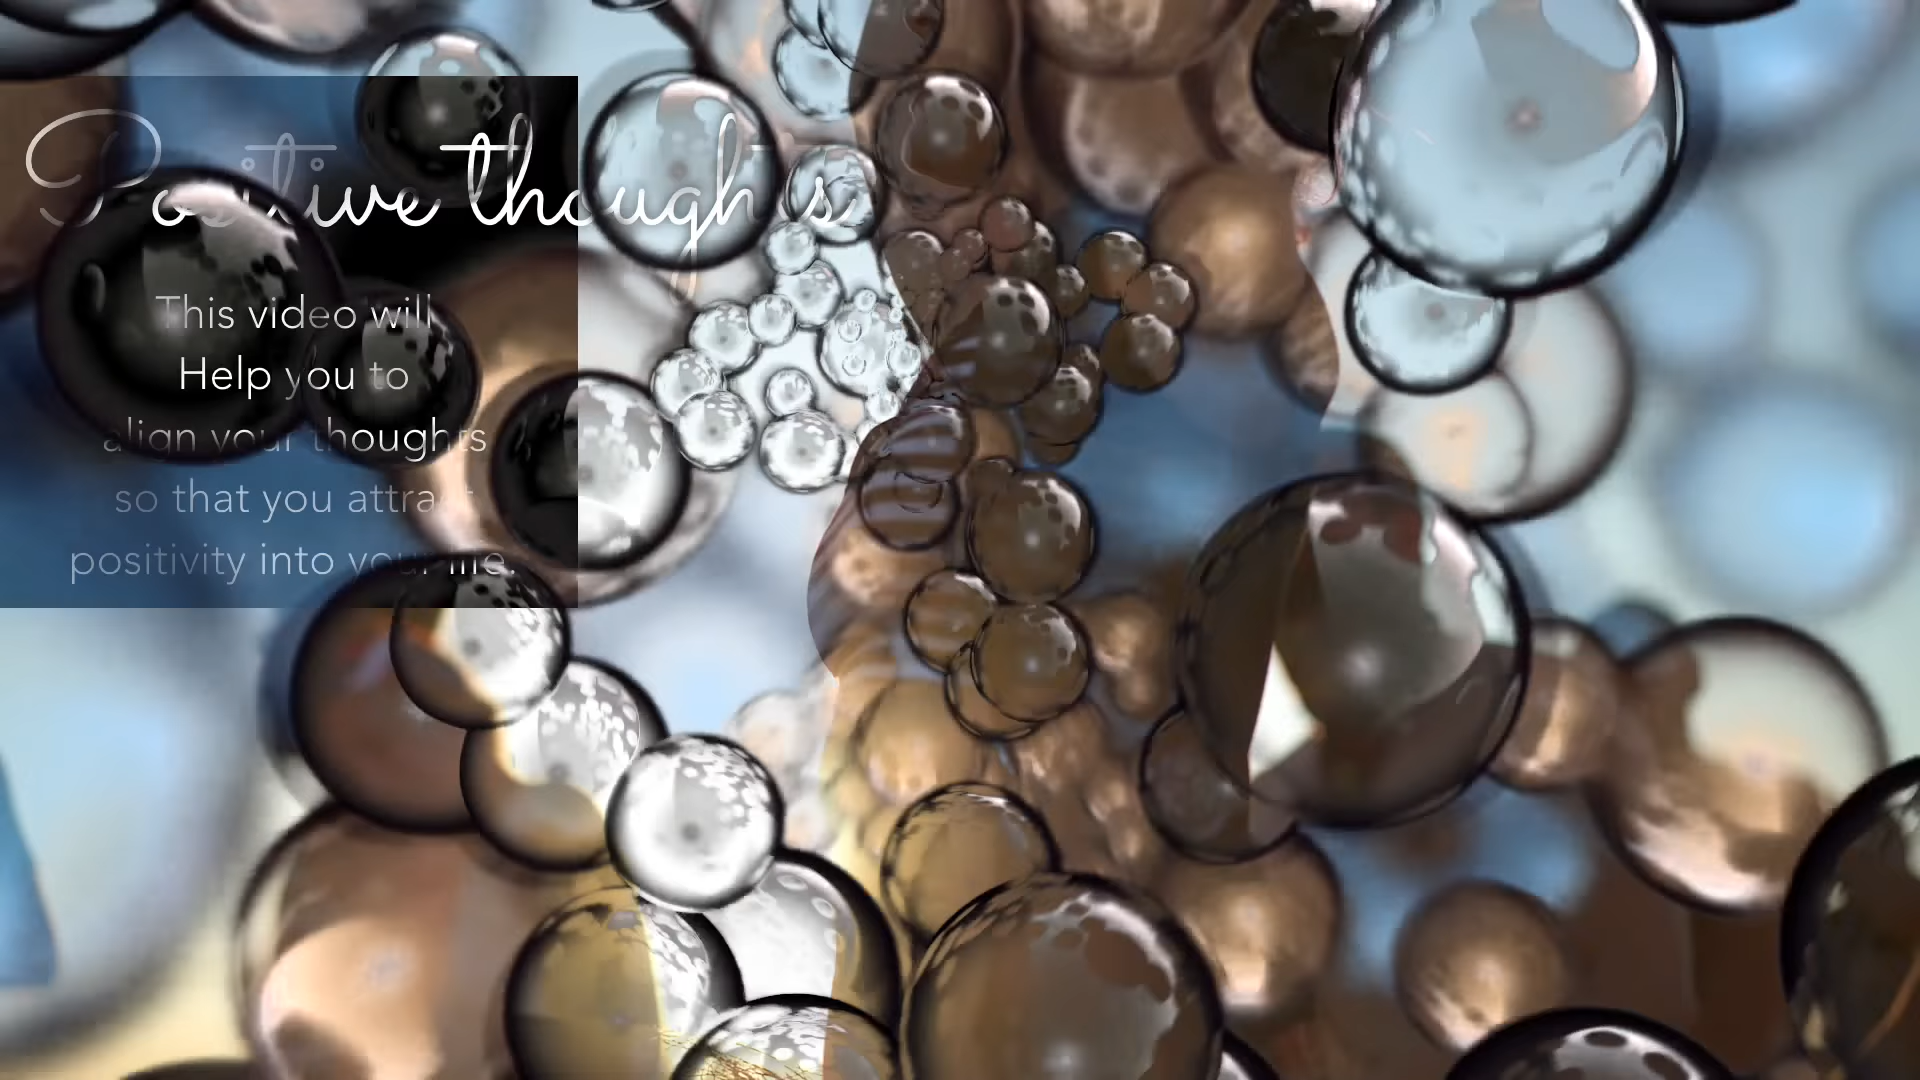 Positive thoughts
This video will
Help you to
align your thoughts
so that you attract
positivity into your life.